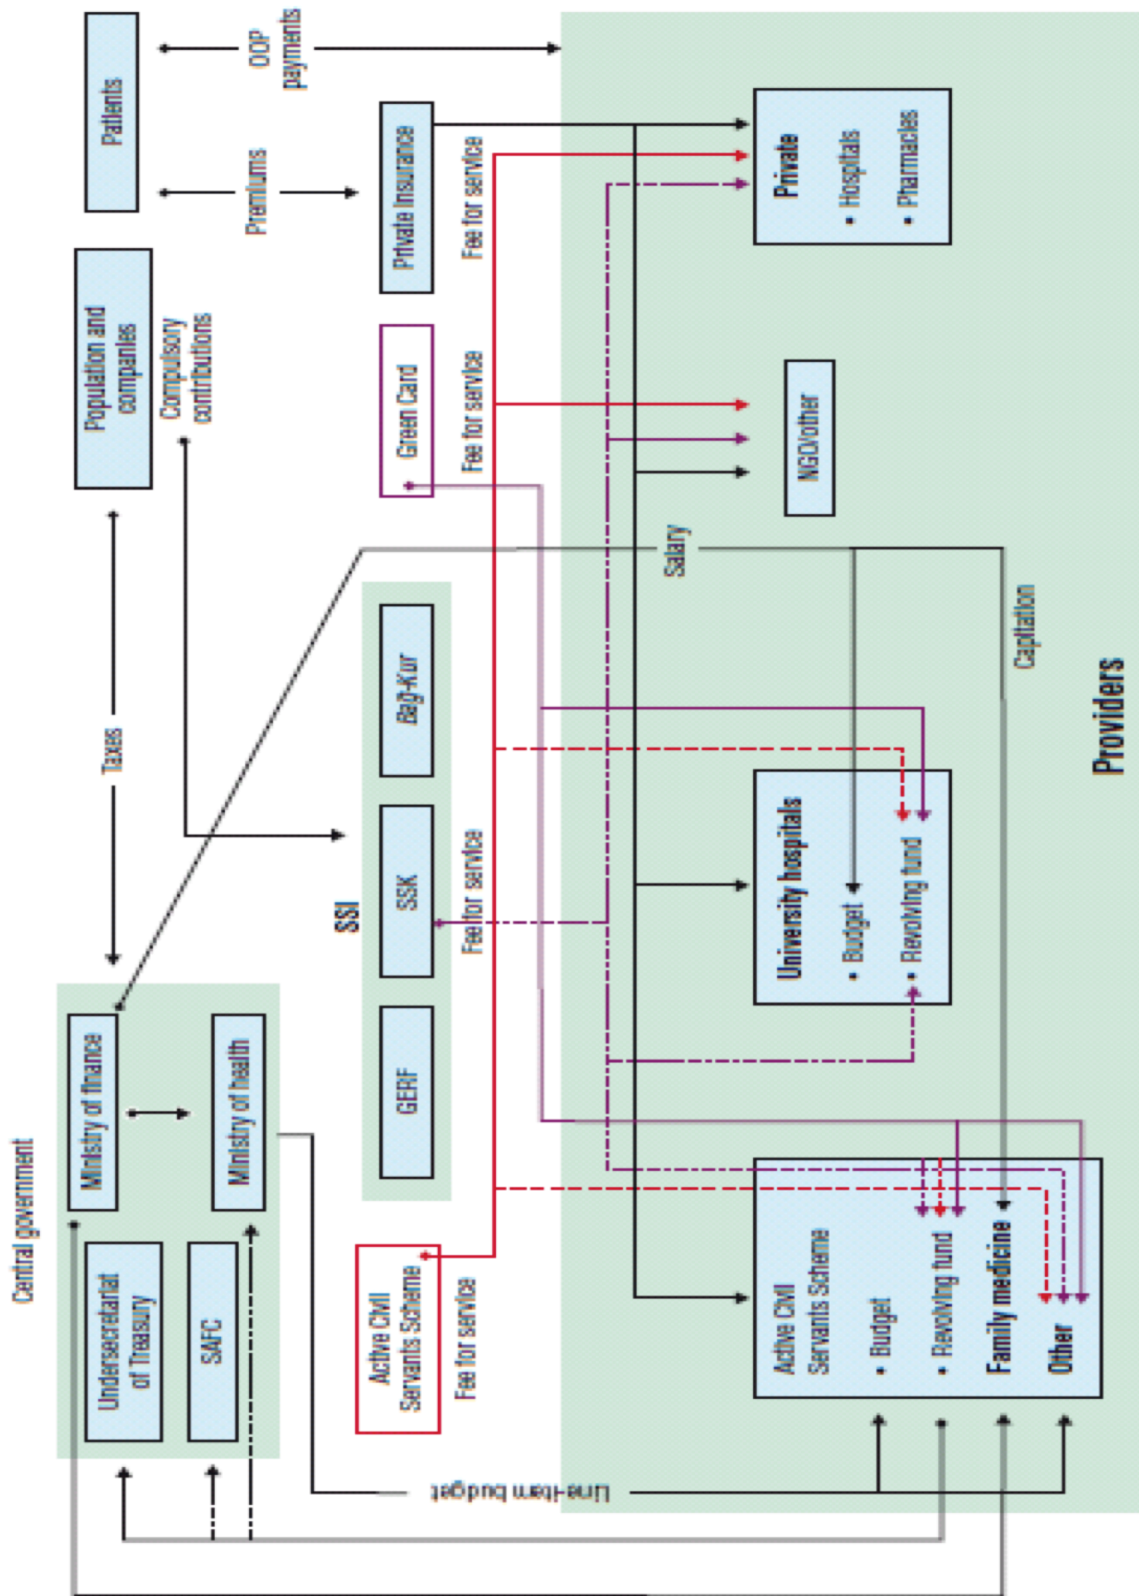 Central government
Ministry of finance
Ministry of health
Undersecretariat
of Treasury
SAFC
Taxes
Population and
companies
Compulsory
contributions
Patients
Premiums
OOP
payments
SSI
GERF
SSK
Bağ-Kur
Active Civil
Servants Scheme
Green Card
Private Insurance
Fee for service
Fee for service
Fee for service
Fee for service
Line-item budget
Salary
Capitation
Active Civil
Servants Scheme
• Budget
• Revolving fund
Family medicine
Other
University hospitals
• Budget
• Revolving fund
NGO/other
Private
• Hospitals
• Pharmacies
Providers